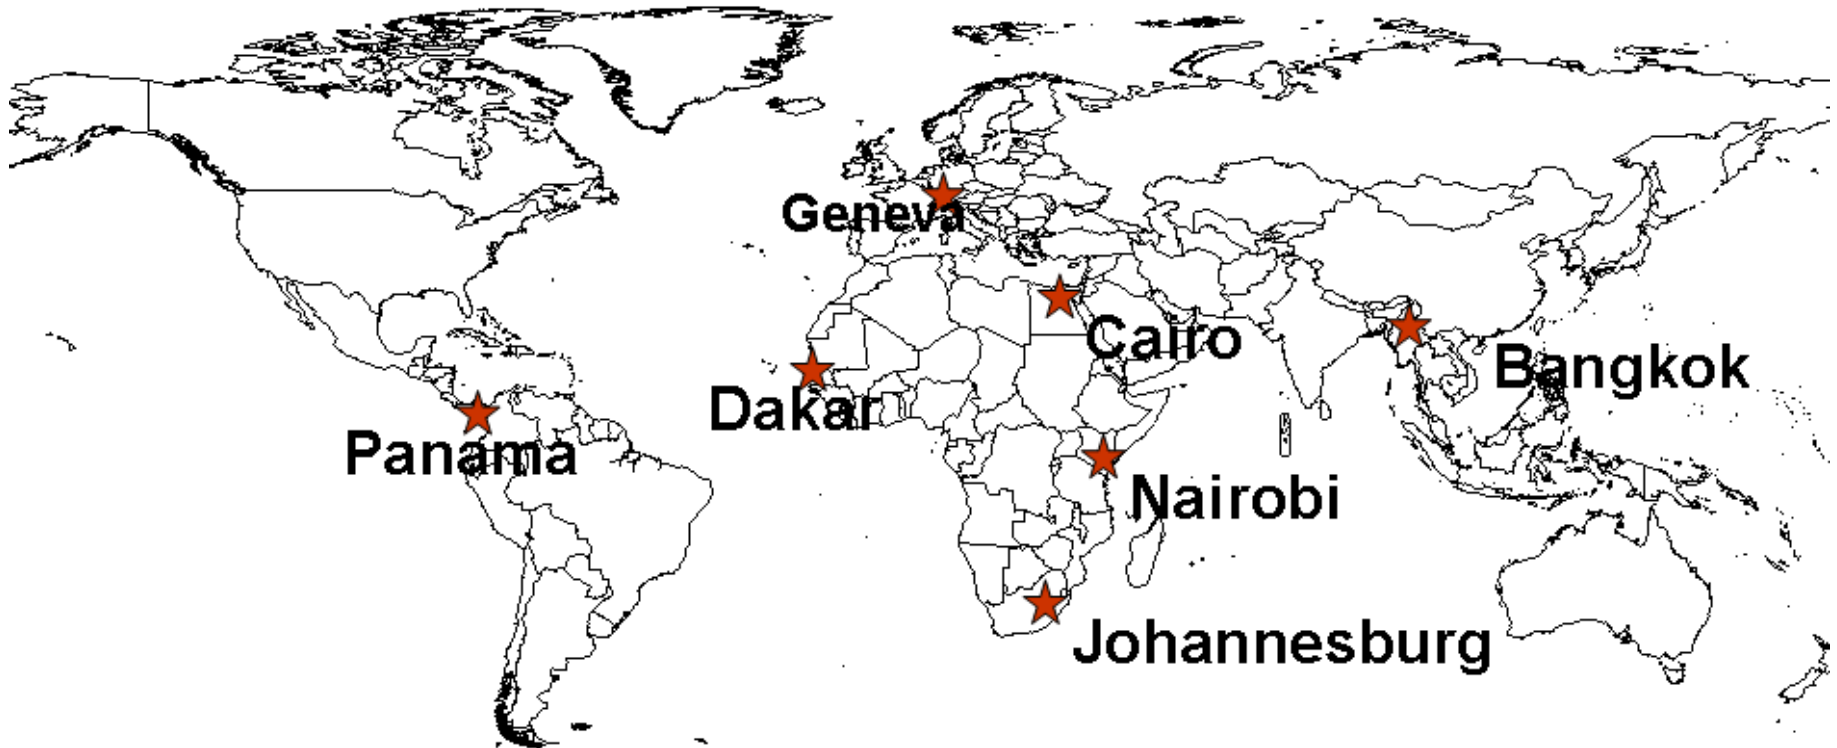 Geneva
Cairo
Bangkok
Dakar
Panama
Nairobi
Johannesburg